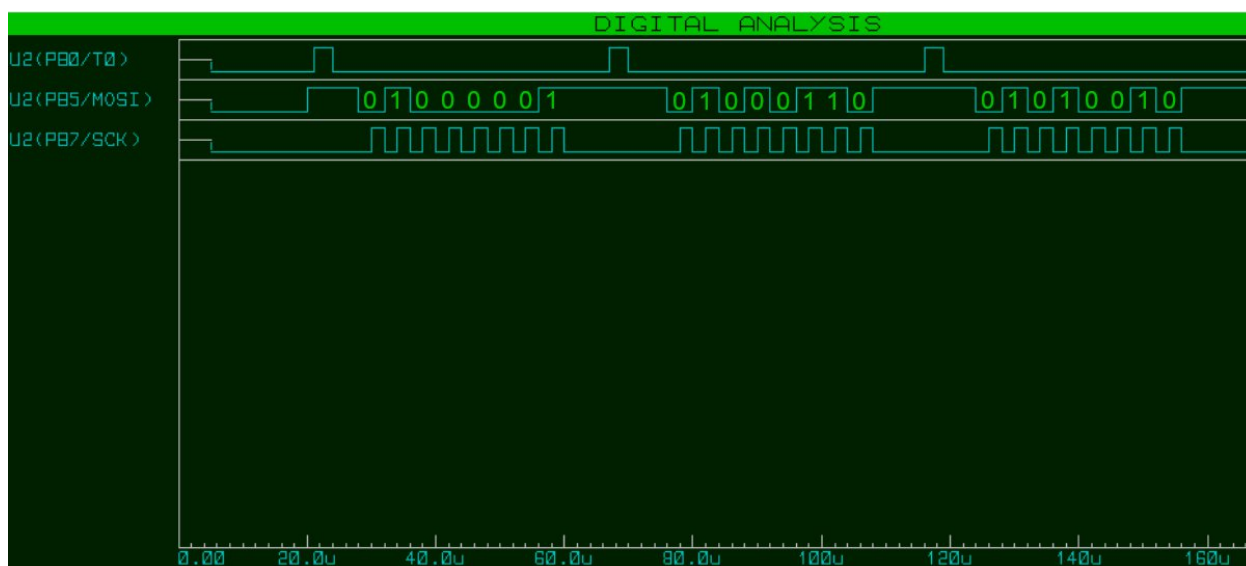 DIGITAL ANALYSIS
U2(PB0/T0)
U2(PB5/MOSI) 0 1 0 0 0 0 0 1 0 1 0 0 0 1 1 0 0 1 0 1 0 0 1 0
U2(PB7/SCK)
0.00 20.0u 40.0u 60.0u 80.0u 100u 120u 140u 160u